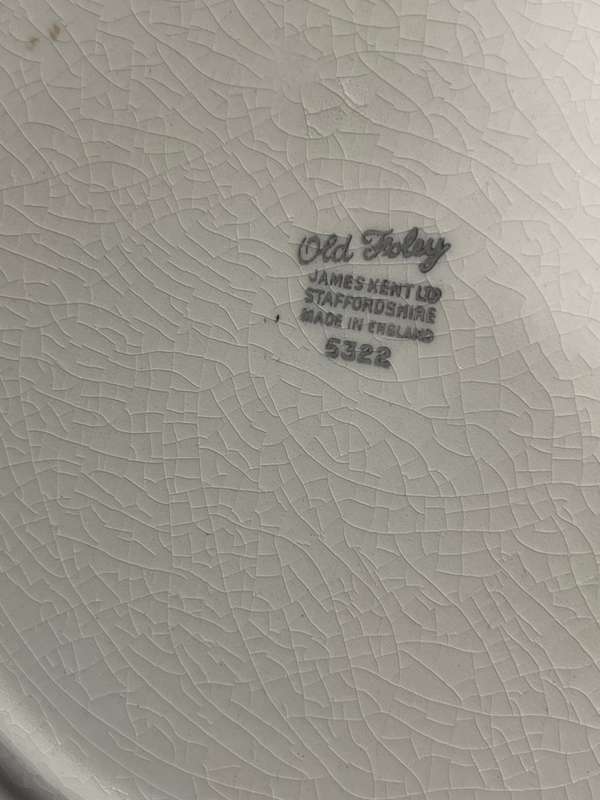 Old Foley
JAMES KENT LTD
STAFFORDSHIRE
MADE IN ENGLAND
5322